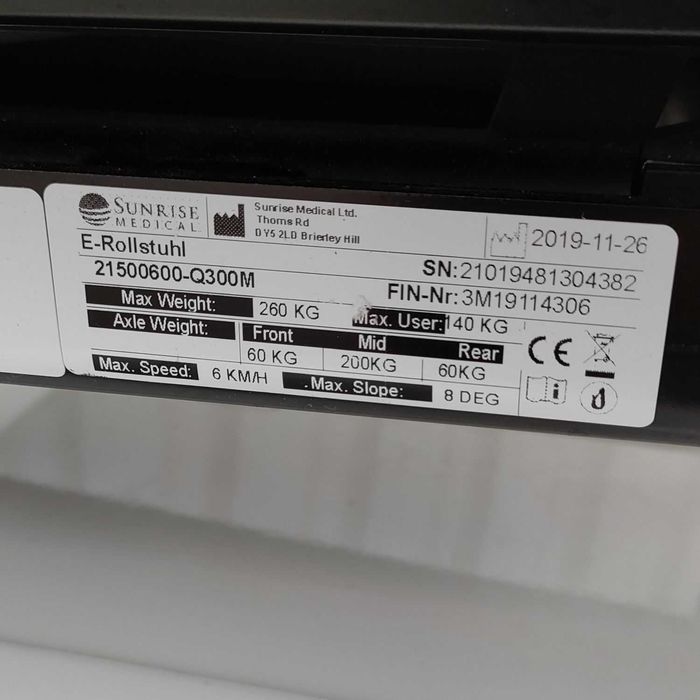 SUNRISE
MEDICAL.
Sunrise Medical Ltd.
Thorns Rd
DY5 2LD Brierley Hill
2019-11-26
E-Rollstuhl
SN:21019481304382
21500600-Q300M
FIN-Nr:3M19114306
Max Weight: 260 KG Max. User: 140 KG
Axle Weight: Front Mid Rear
60 KG 200KG 60KG
Max. Speed: 6 KM/H Max. Slope: 8 DEG
CE